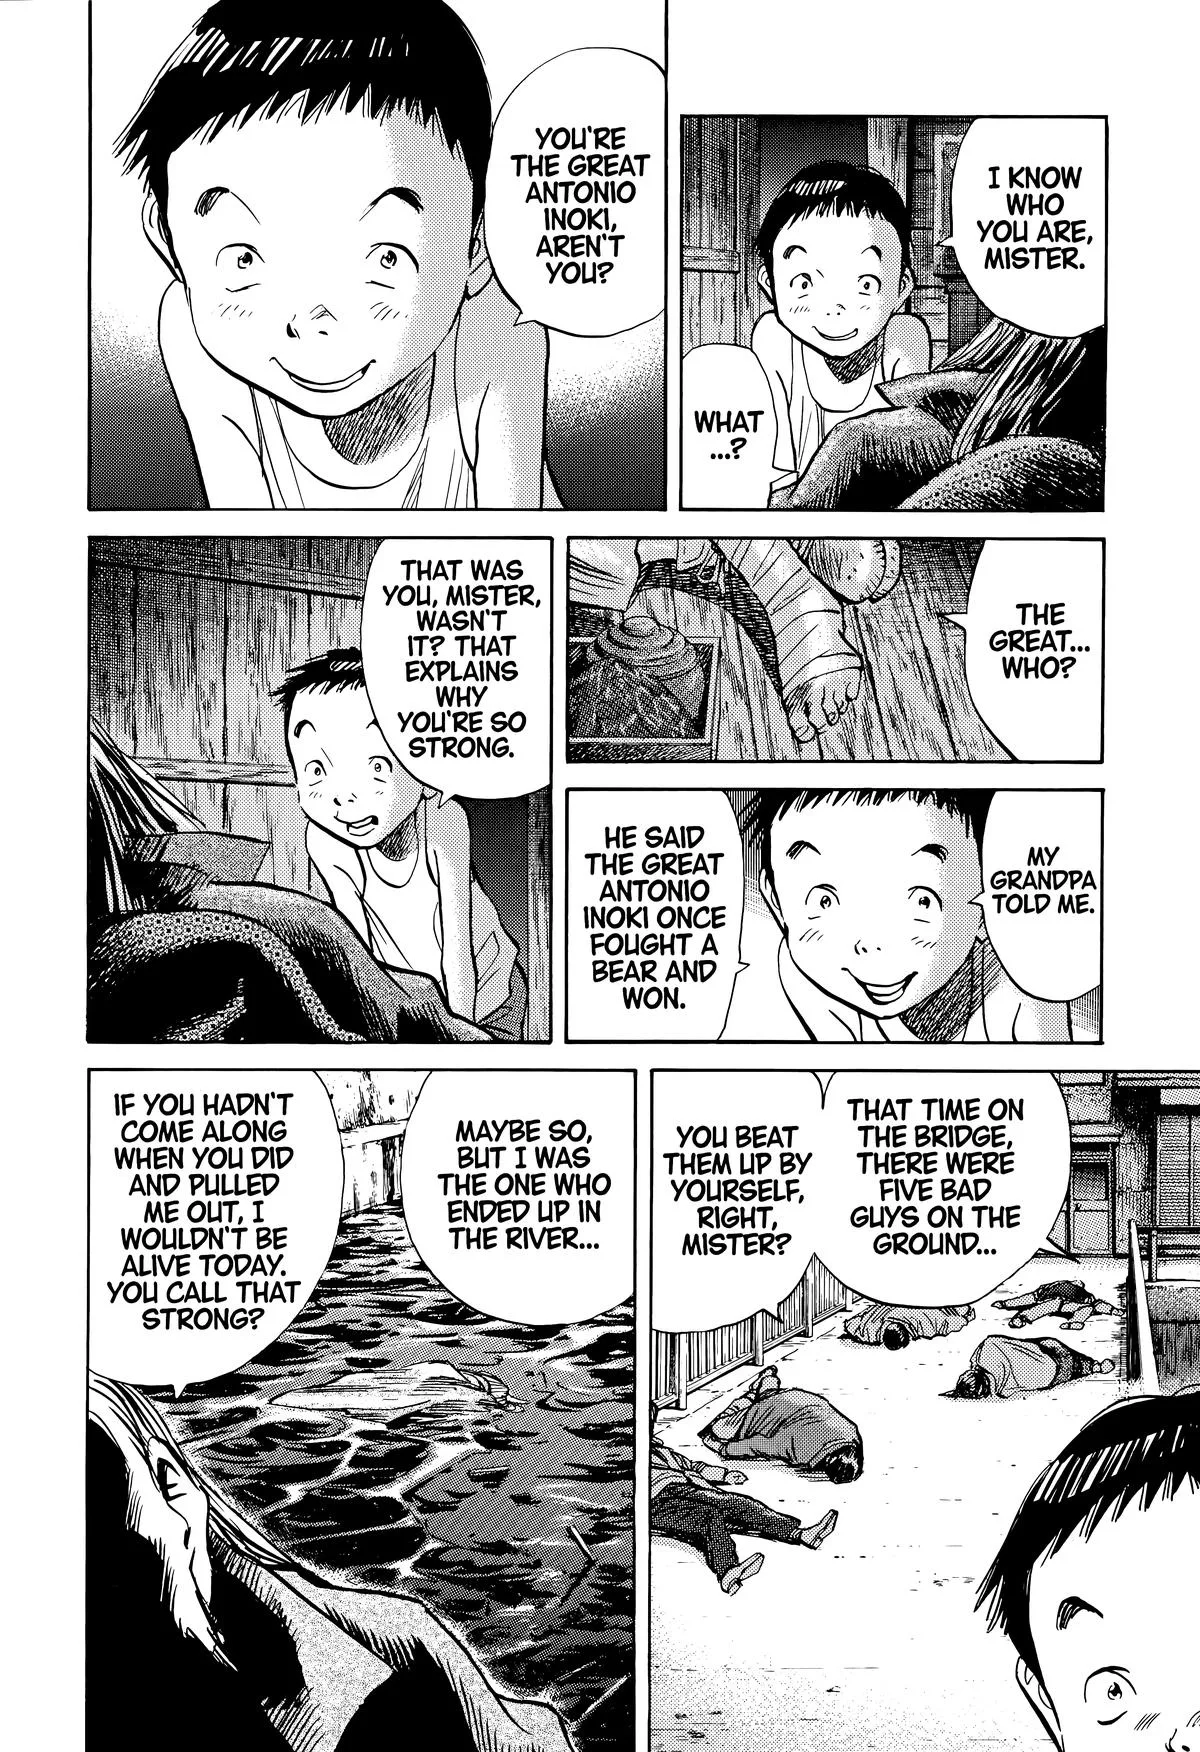 I KNOW
WHO
YOU ARE,
MISTER.
WHAT
...?
YOU'RE
THE GREAT
ANTONIO
INOKI,
AREN'T
YOU?
THE
GREAT...
WHO?
MY
GRANDPA
TOLD ME.
HE SAID
THE GREAT
ANTONIO
INOKI ONCE
FOUGHT A
BEAR AND
WON.
THAT WAS
YOU, MISTER,
WASN'T
IT? THAT
EXPLAINS
WHY
YOU'RE SO
STRONG.
THAT TIME ON
THE BRIDGE,
THERE WERE
FIVE BAD
GUYS ON THE
GROUND...
YOU BEAT
THEM UP BY
YOURSELF,
RIGHT,
MISTER?
MAYBE SO,
BUT I WAS
THE ONE WHO
ENDED UP IN
THE RIVER...
IF YOU HADN'T
COME ALONG
WHEN YOU DID
AND PULLED
ME OUT, I
WOULDN'T BE
ALIVE TODAY.
YOU CALL THAT
STRONG?